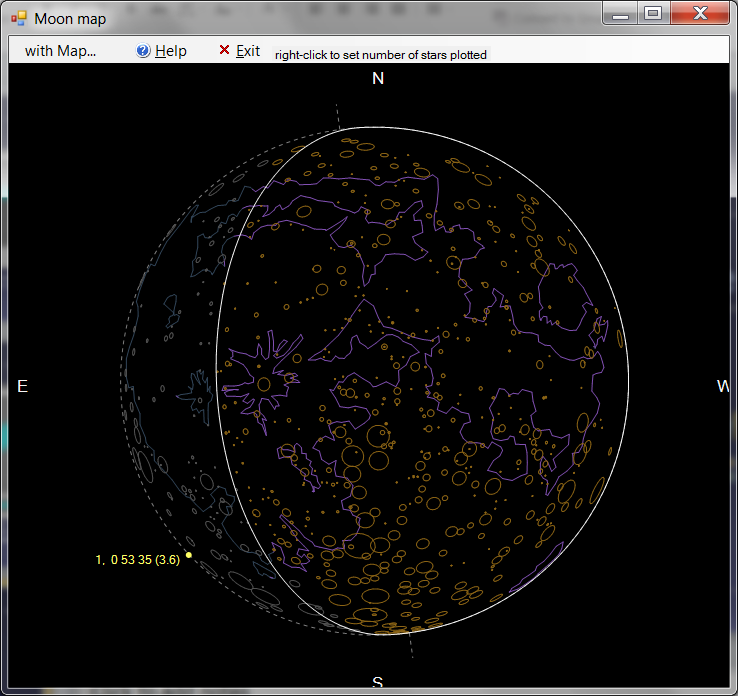 Moon map
with Map... Help Exit right-click to set number of stars plotted
N
E
W
1, 0 53 35 (3.6)
S